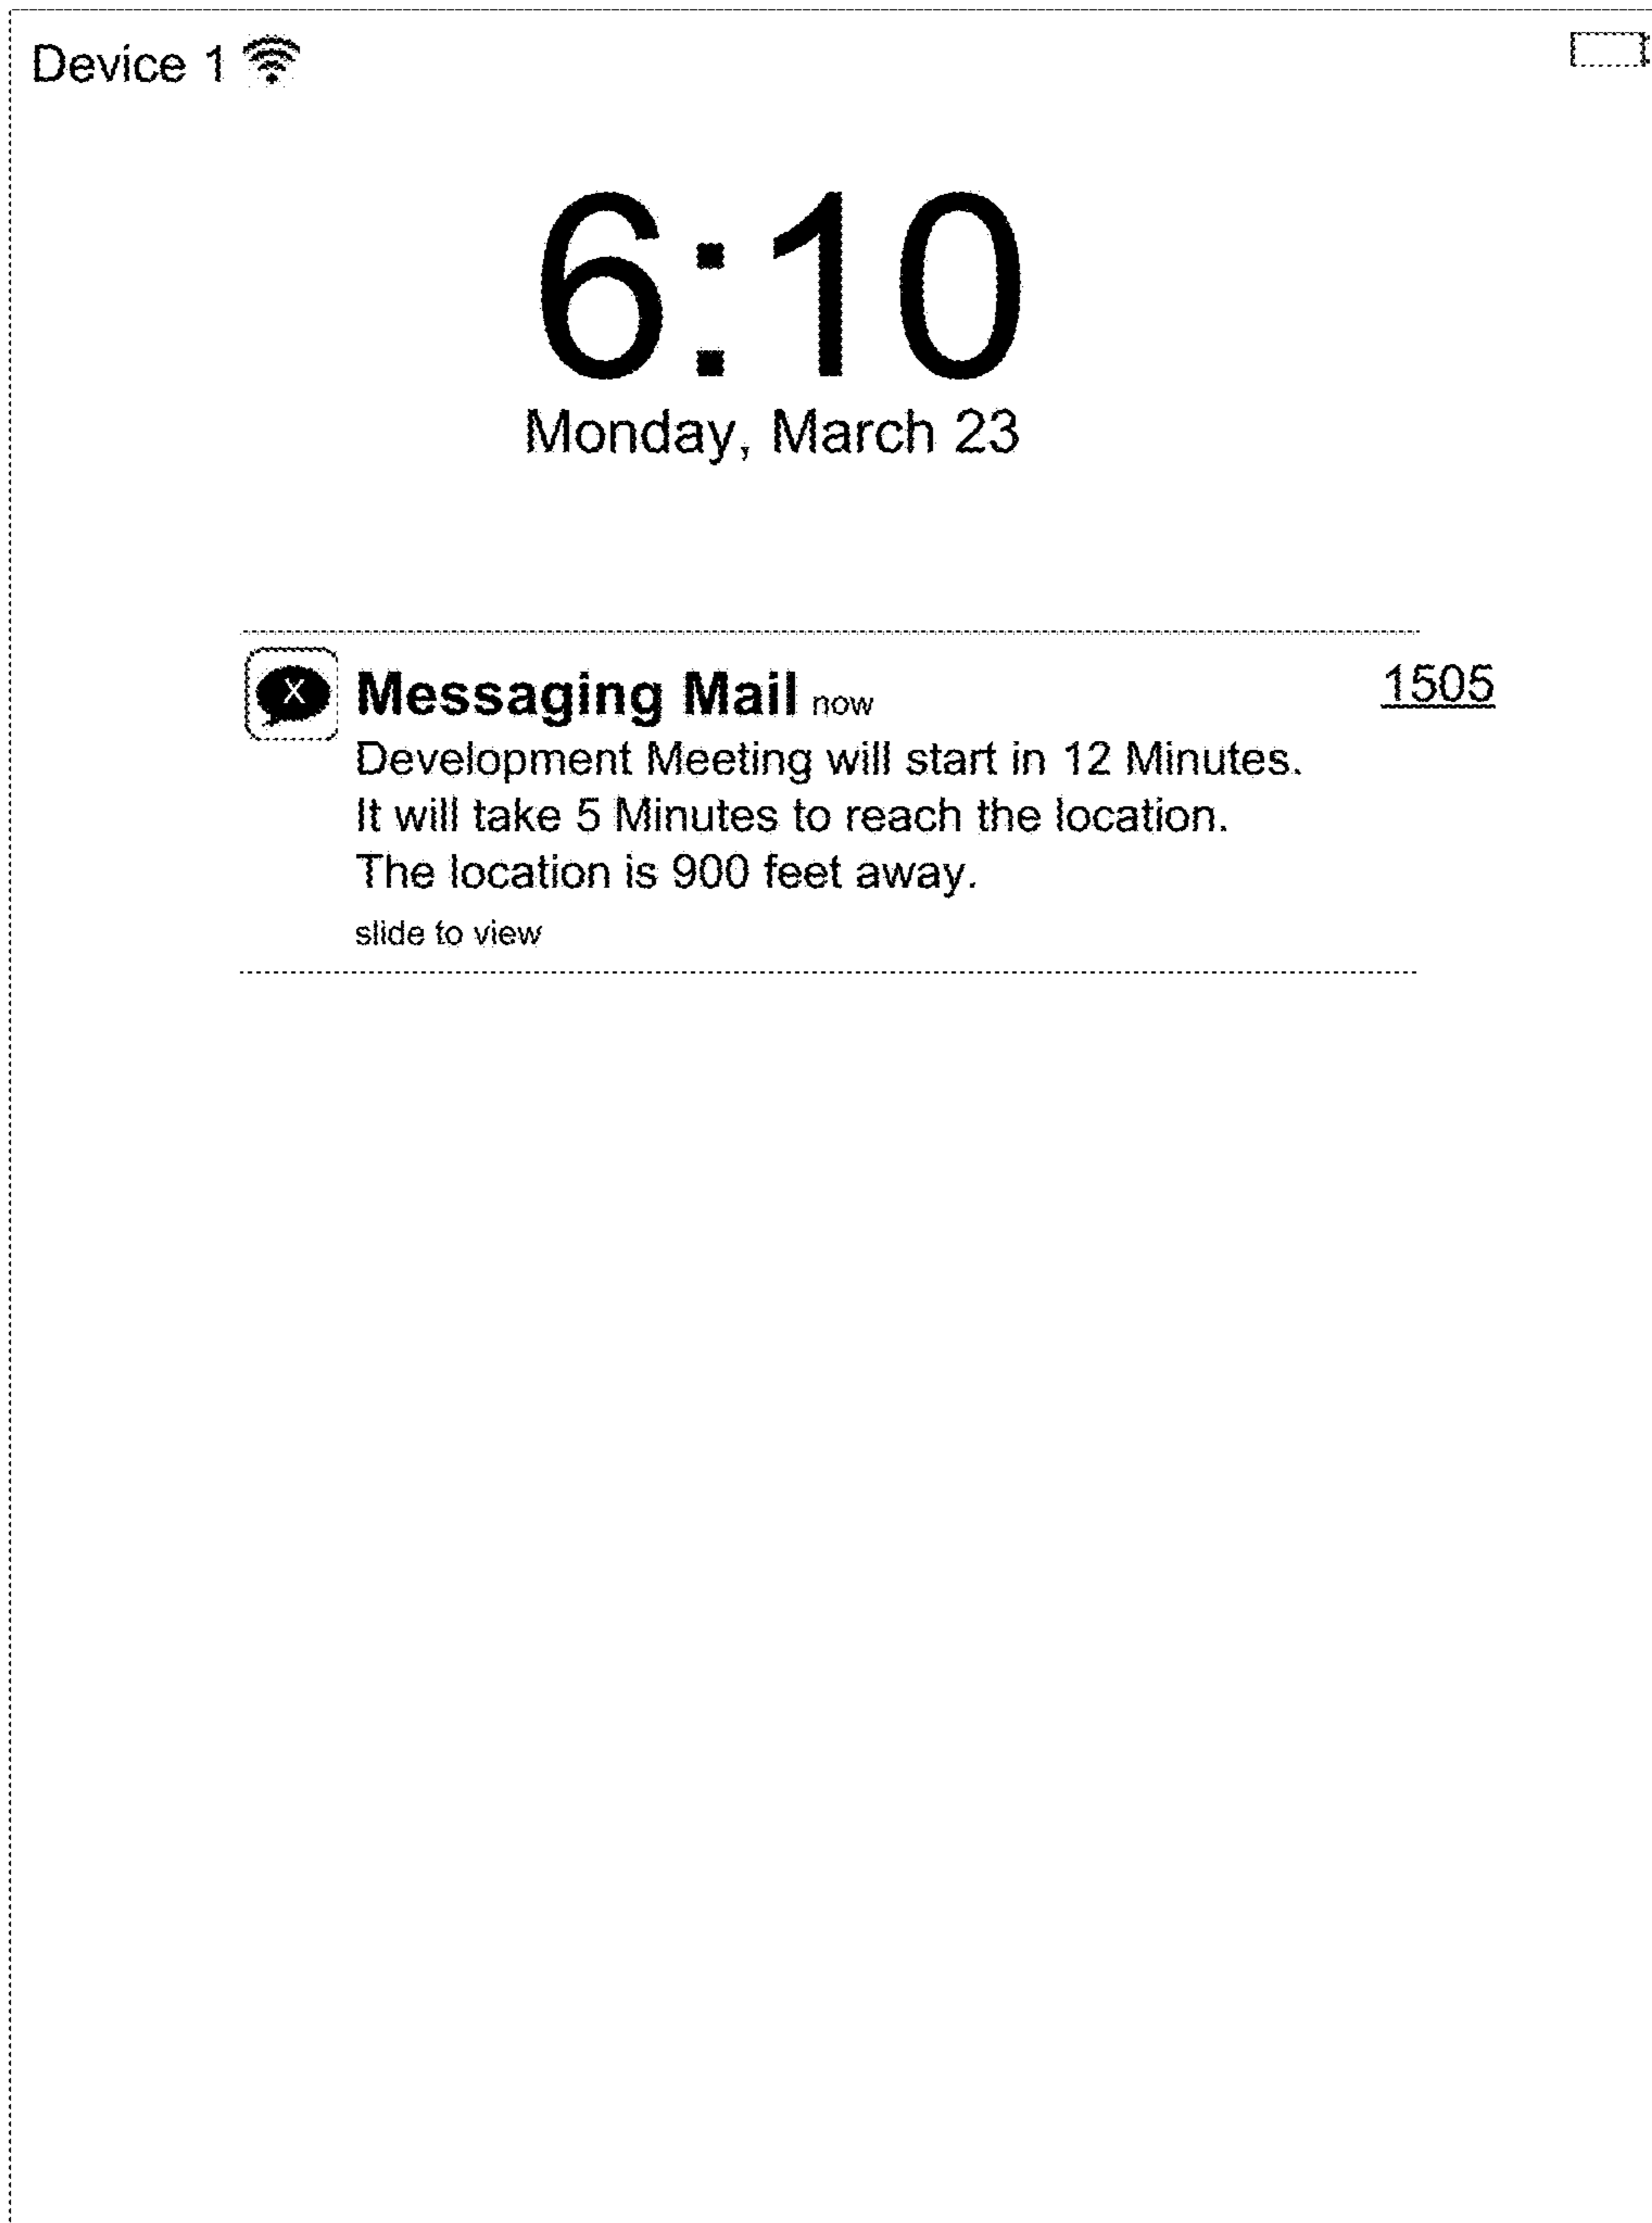 Device 1
6:10
Monday, March 23
X Messaging Mail now 1505
Development Meeting will start in 12 Minutes.
It will take 5 Minutes to reach the location.
The location is 900 feet away.
slide to view